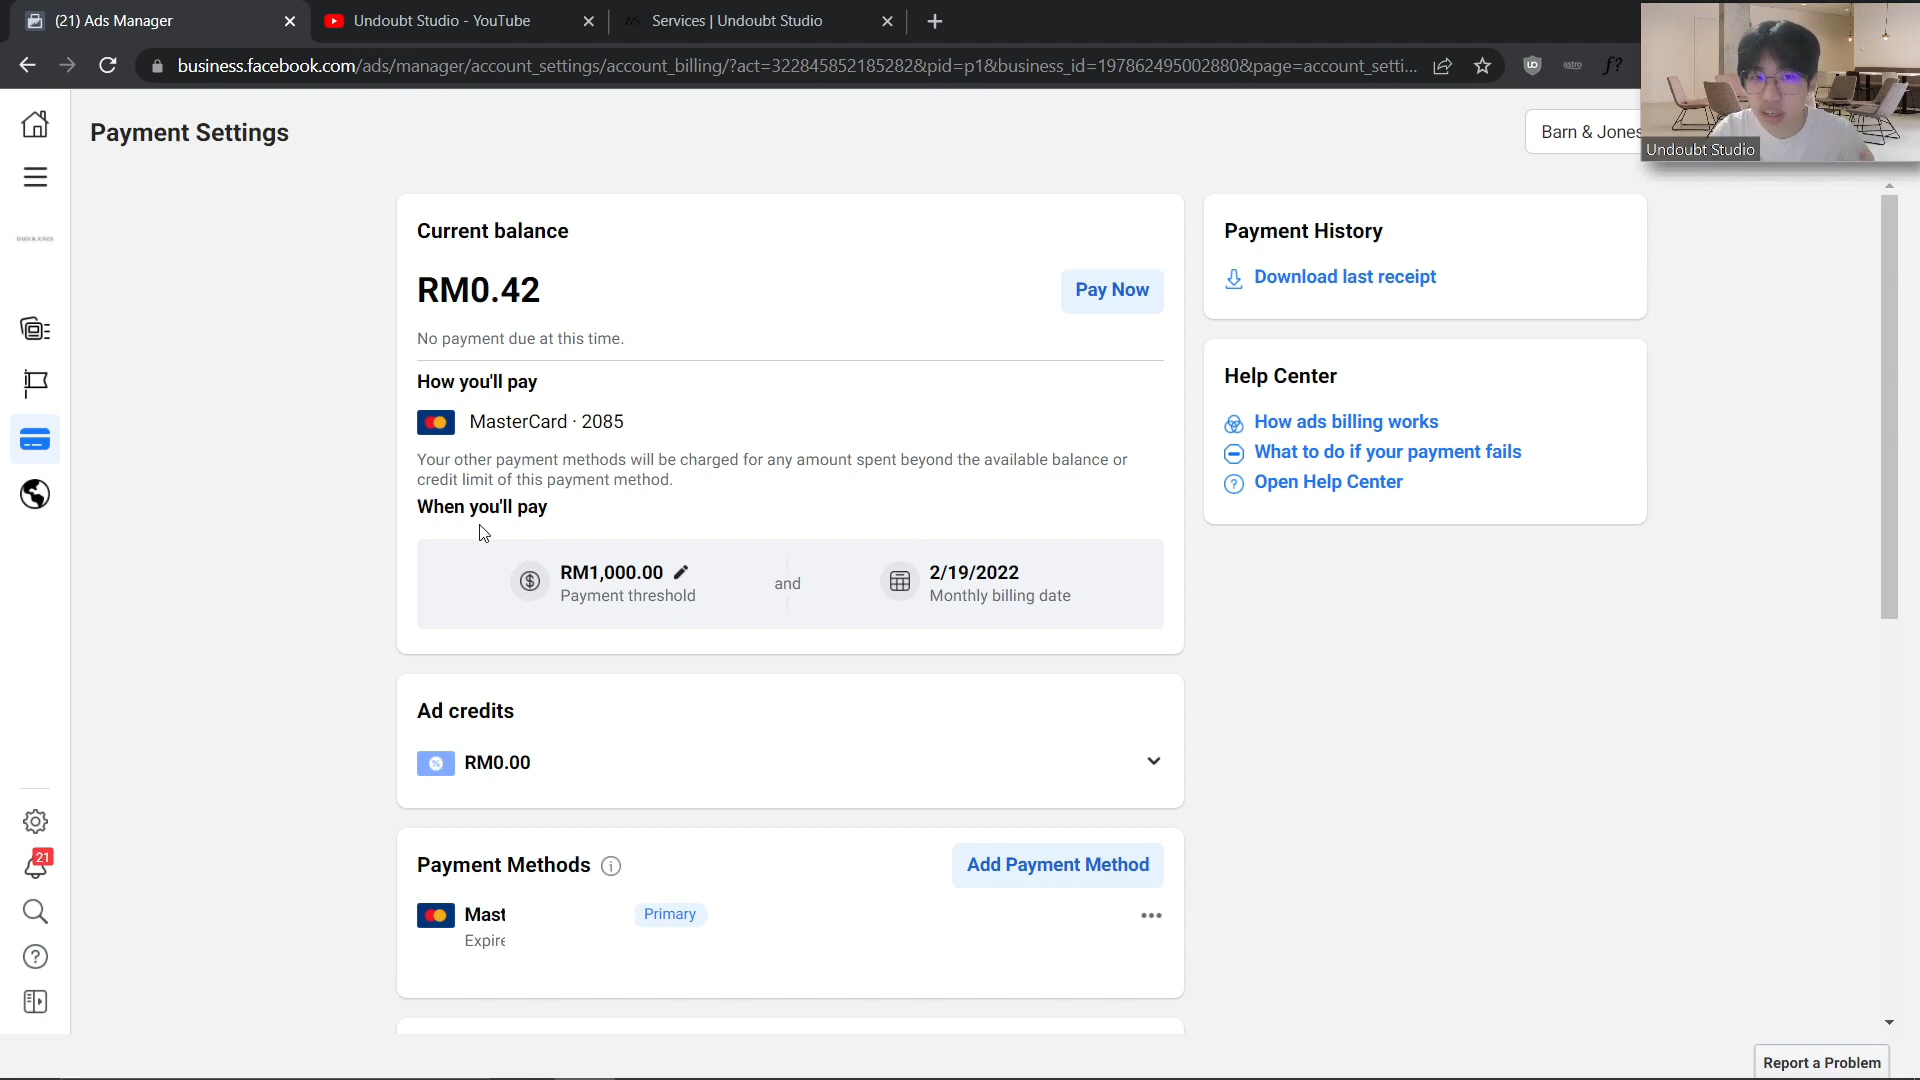 (21) Ads Manager
Undoubt Studio - YouTube
Services | Undoubt Studio
business.facebook.com/ads/manager/account_settings/account_billing/?act=322845852185282&pid=p1&business_id=197862495002880&page=account_setti...
astro
f?
Undoubt Studio
Payment Settings
Barn & Jones
BARN & JONES
Current balance
RM0.42
Pay Now
No payment due at this time.
How you'll pay
MasterCard · 2085
Your other payment methods will be charged for any amount spent beyond the available balance or
credit limit of this payment method.
When you'll pay
RM1,000.00
Payment threshold
and
2/19/2022
Monthly billing date
Payment History
Download last receipt
Help Center
How ads billing works
What to do if your payment fails
Open Help Center
Ad credits
RM0.00
Payment Methods
Add Payment Method
Mast
Primary
Expire
21
Report a Problem